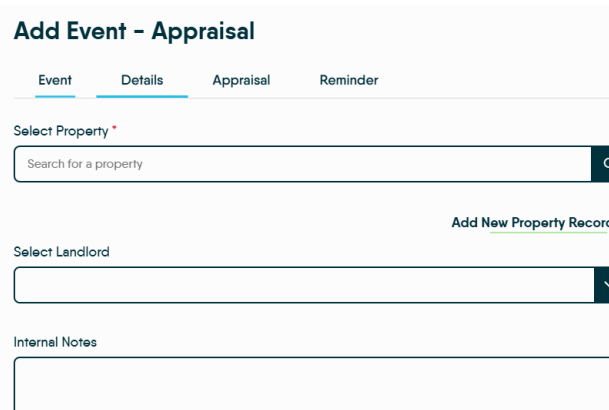 Add Event - Appraisal
Event Details Appraisal Reminder
Select Property *
Search for a property
Add New Property Record
Select Landlord
Internal Notes